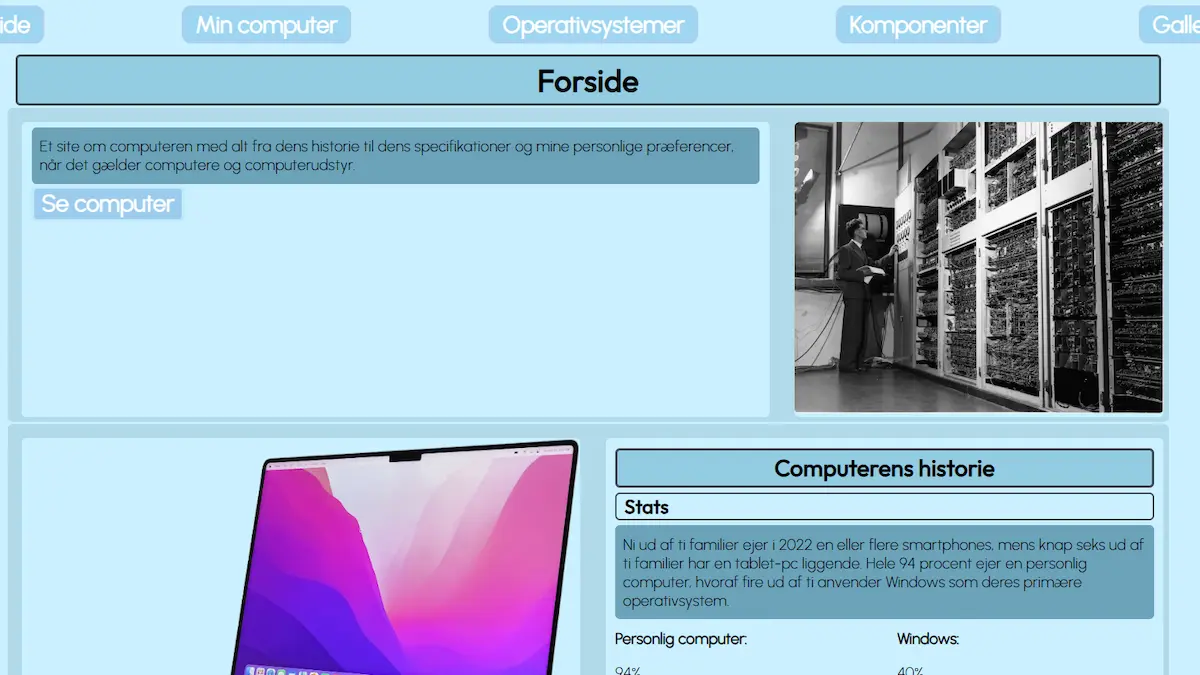 ide
Min computer
Operativsystemer
Komponenter
Galle
Forside
Et site om computeren med alt fra dens historie til dens specifikationer og mine personlige præferencer,
når det gælder computere og computerudstyr.
Se computer
Computerens historie
Stats
Ni ud af ti familier ejer i 2022 en eller flere smartphones, mens knap seks ud af
ti familier har en tablet-pc liggende. Hele 94 procent ejer en personlig
computer, hvoraf fire ud af ti anvender Windows som deres primære
operativsystem.
Personlig computer:
Windows:
94%
40%